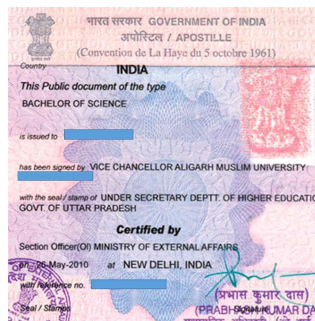 भारत सरकार GOVERNMENT OF INDIA
अपोस्टिल / APOSTILLE
(Convention de La Haye du 5 octobre 1961)
Country INDIA
This Public document of the type
BACHELOR OF SCIENCE
is issued to
has been signed by VICE CHANCELLOR ALIGARH MUSLIM UNIVERSITY
with the seal / stamp of UNDER SECRETARY DEPTT. OF HIGHER EDUCATIO
GOVT. OF UTTAR PRADESH
Certified by
Section Officer(OI) MINISTRY OF EXTERNAL AFFAIRS
on 26-May-2010 at NEW DELHI, INDIA
with reference no.
(प्रभास कुमार दास)
Seal / Stamp Signature (PRABHAS KUMAR DA